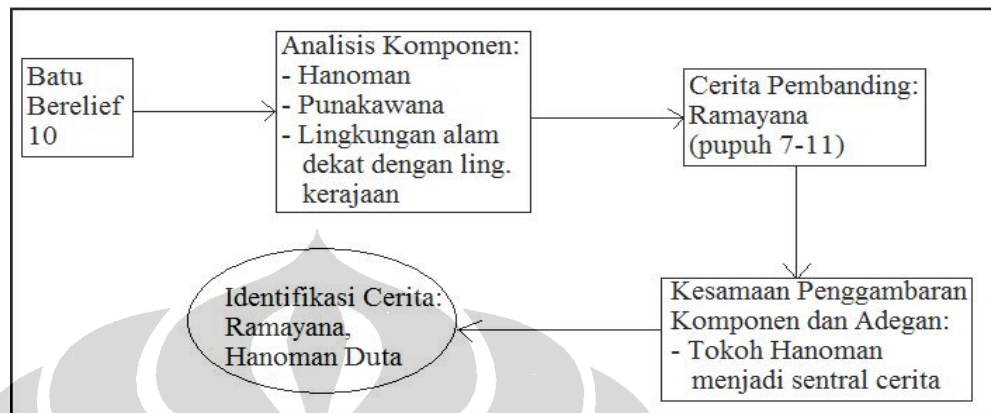 Batu
Berelief
10
Analisis Komponen:
- Hanoman
- Punakawana
- Lingkungan alam
dekat dengan ling.
kerajaan
Cerita Pembanding:
Ramayana
(pupuh 7-11)
Kesamaan Penggambaran
Komponen dan Adegan:
- Tokoh Hanoman
menjadi sentral cerita
Identifikasi Cerita:
Ramayana,
Hanoman Duta